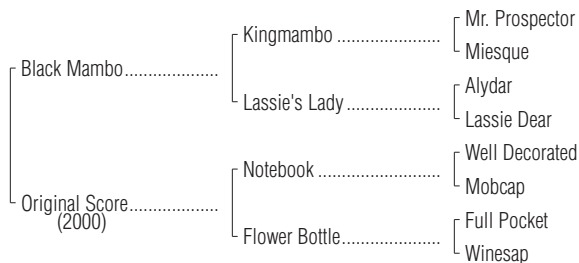 Mr. Prospector
Kingmambo ......................
Miesque
Black Mambo....................
Alydar
Lassie's Lady ....................
Lassie Dear
Well Decorated
Notebook ..........................
Mobcap
Original Score...................
(2000)
Full Pocket
Flower Bottle.....................
Winesap